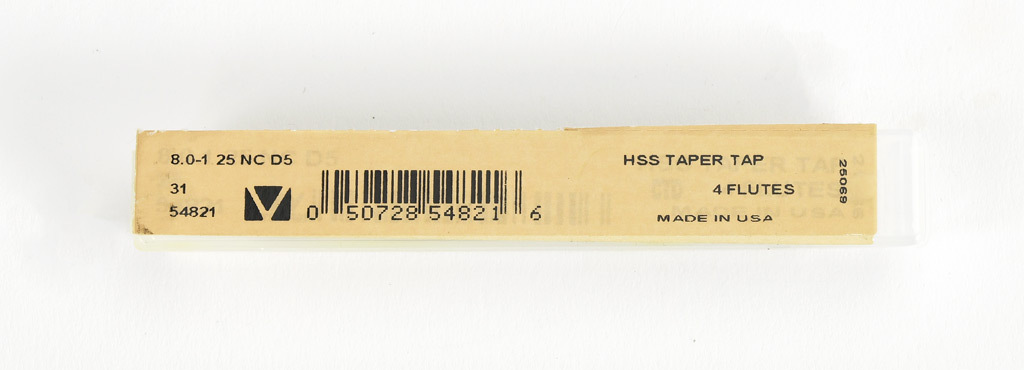 8.0-1 25 NC D5
31
54821
0 50728 54821 6
HSS TAPER TAP
4 FLUTES
MADE IN USA
25069